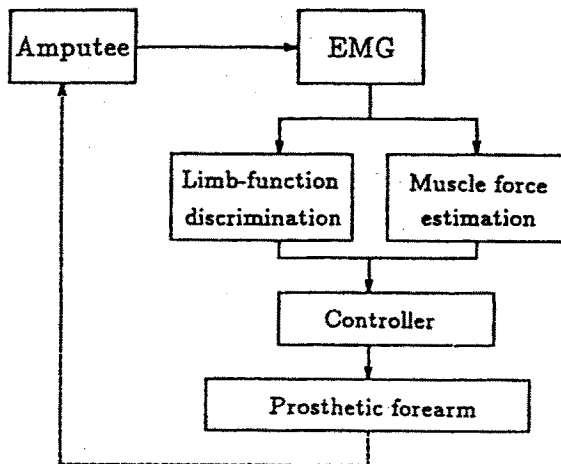 Amputee
EMG
Limb-function
discrimination
Muscle force
estimation
Controller
Prosthetic forearm